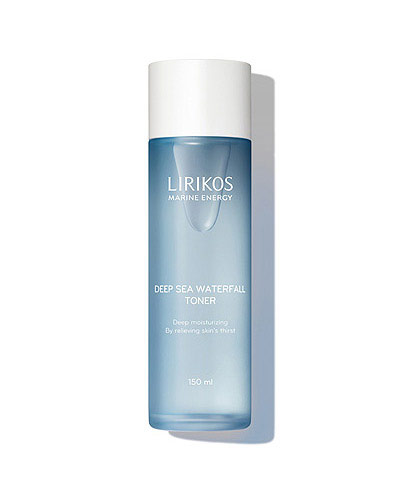 LIRIKOS
MARINE ENERGY
DEEP SEA WATERFALL
TONER
Deep moisturizing
By relieving skin's thirst
150 ml